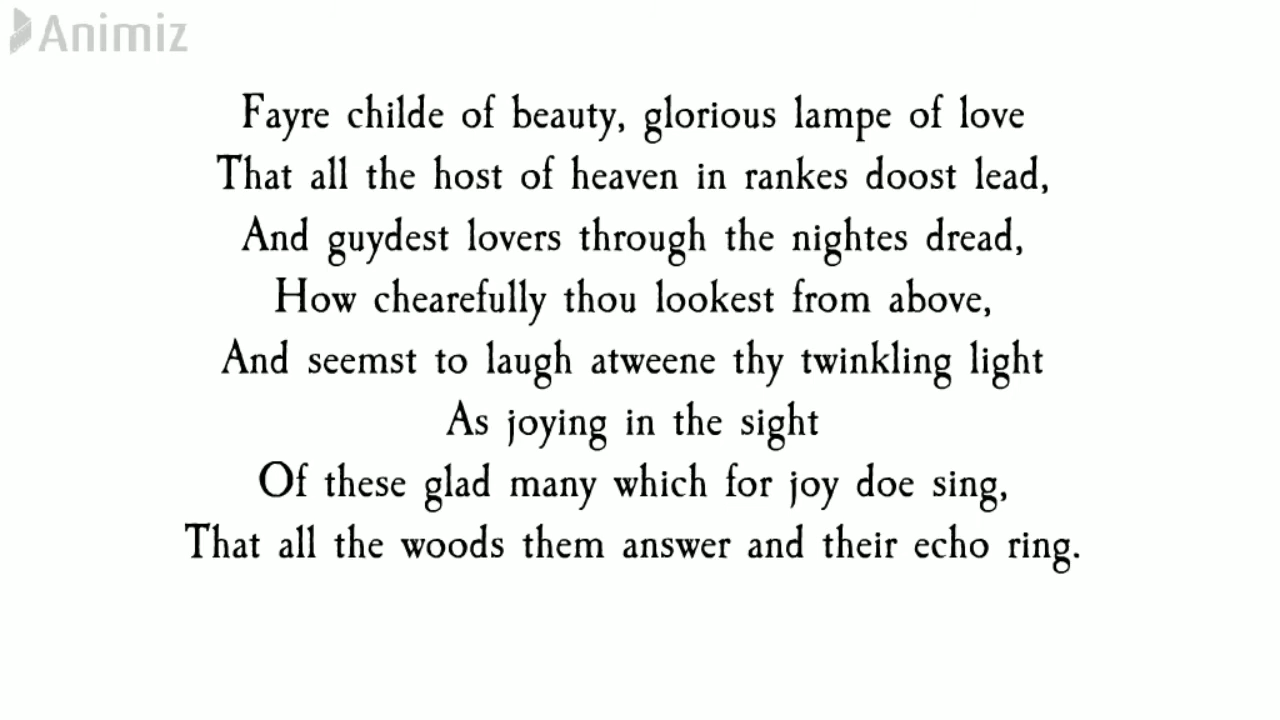 Animiz
Fayre childe of beauty, glorious lampe of love
That all the host of heaven in rankes doost lead,
And guydest lovers through the nightes dread,
How chearefully thou lookest from above,
And seemst to laugh atweene thy twinkling light
As joying in the sight
Of these glad many which for joy doe sing,
That all the woods them answer and their echo ring.